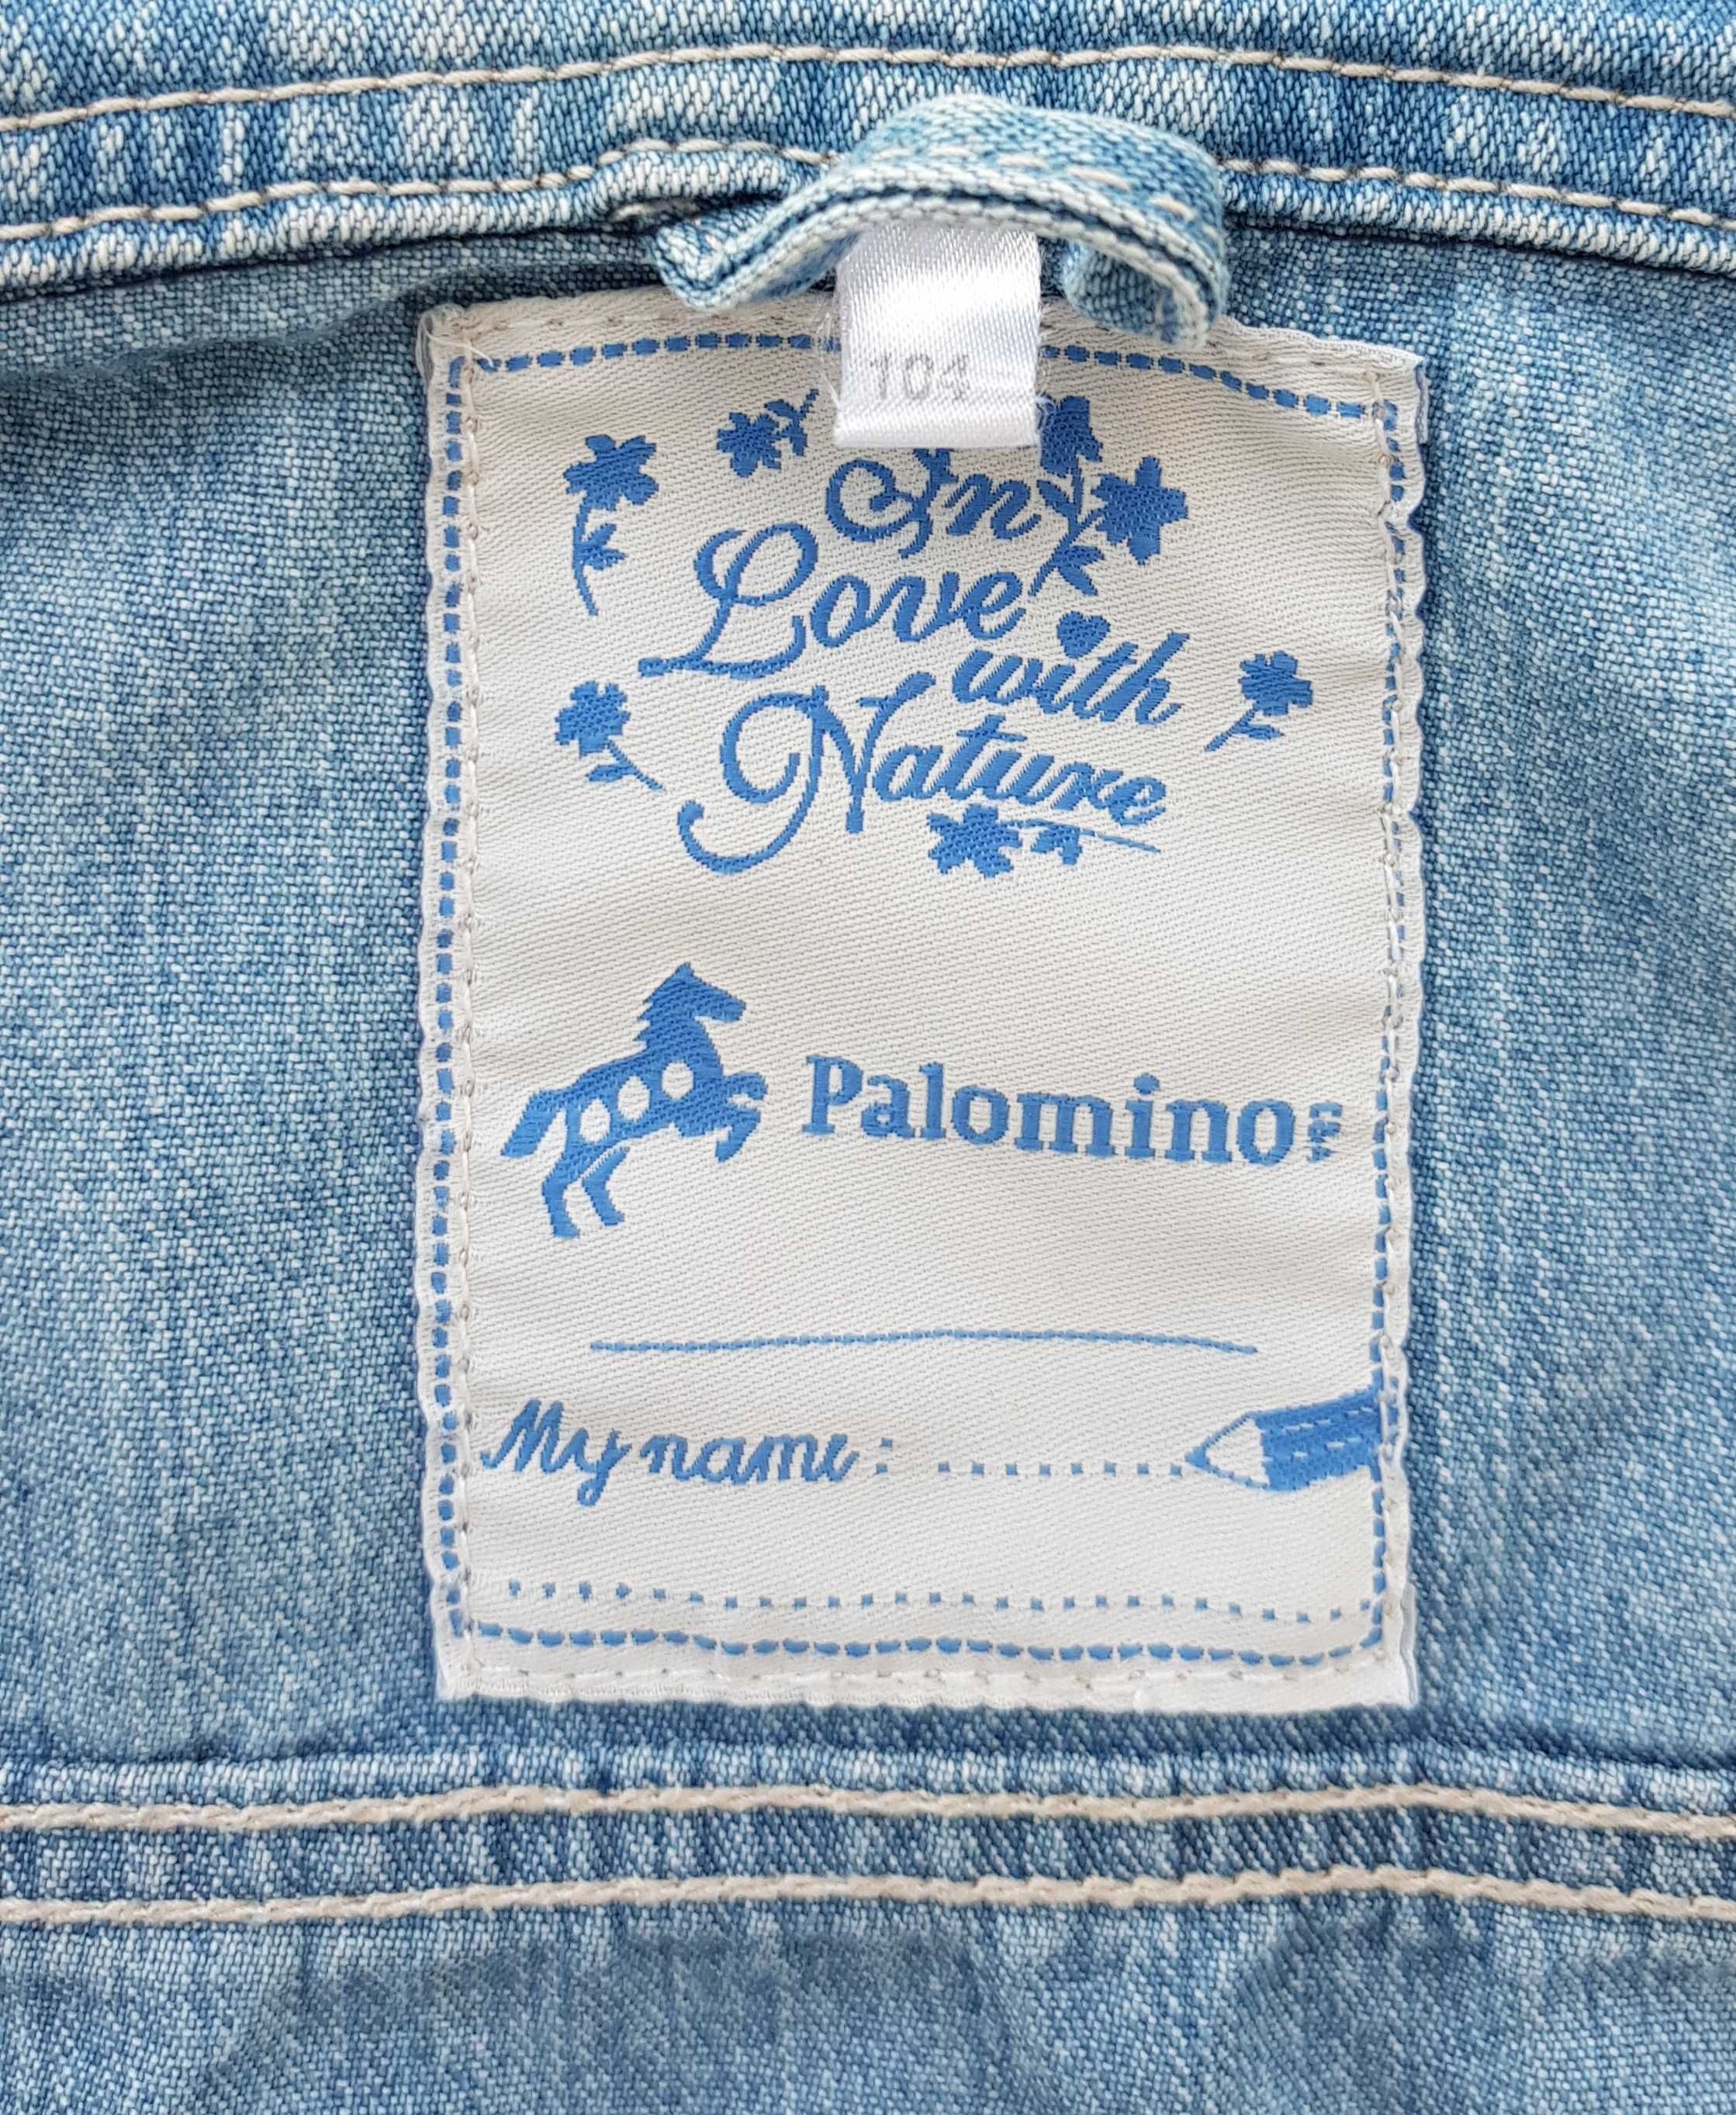 104
In
Love
with
Nature
Palomino
My name: